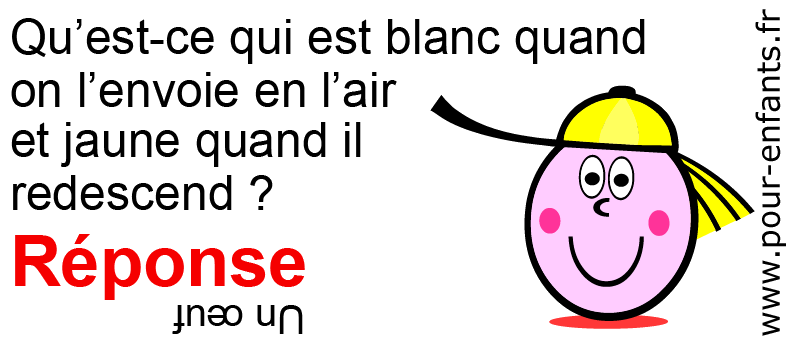 Qu’est-ce qui est blanc quand
on l’envoie en l’air
et jaune quand il
redescend ?
Réponse
Un œuf
www.pour-enfants.fr